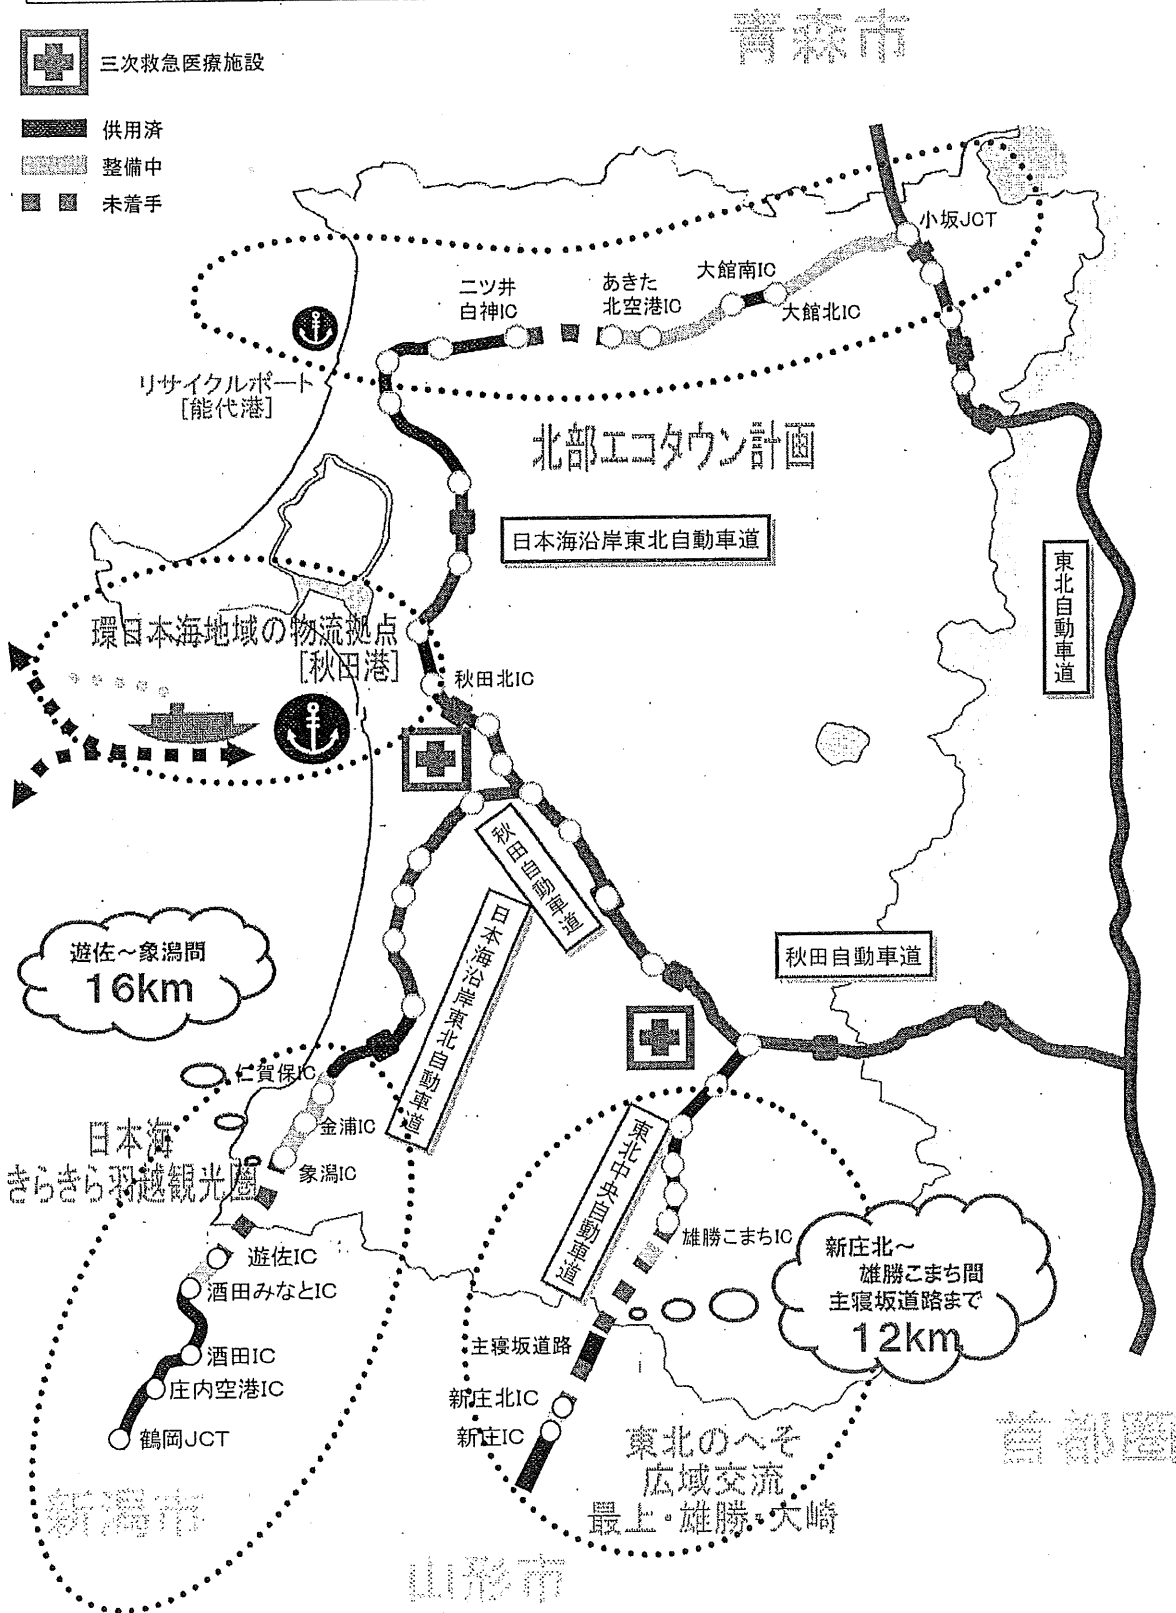 青森市
三次救急医療施設
供用済
整備中
未着手
小坂JCT
大館南IC
あきた
北空港IC
二ツ井
白神IC
大館北IC
リサイクルポート
[能代港]
北部エコタウン計画
日本海沿岸東北自動車道
東北自動車道
環日本海地域の物流拠点
[秋田港]
秋田北IC
秋田自動車道
日本海沿岸東北自動車道
遊佐～象潟間
16km
秋田自動車道
仁賀保IC
金浦IC
日本海
きらきら羽越観光圏
象潟IC
東北中央自動車道
雄勝こまちIC
新庄北～
雄勝こまち間
主寝坂道路まで
12km
遊佐IC
酒田みなとIC
主寝坂道路
酒田IC
庄内空港IC
新庄北IC
鶴岡JCT
新庄IC
東北のへそ
広域交流
最上・雄勝・大崎
首都圏
新潟市
山形市